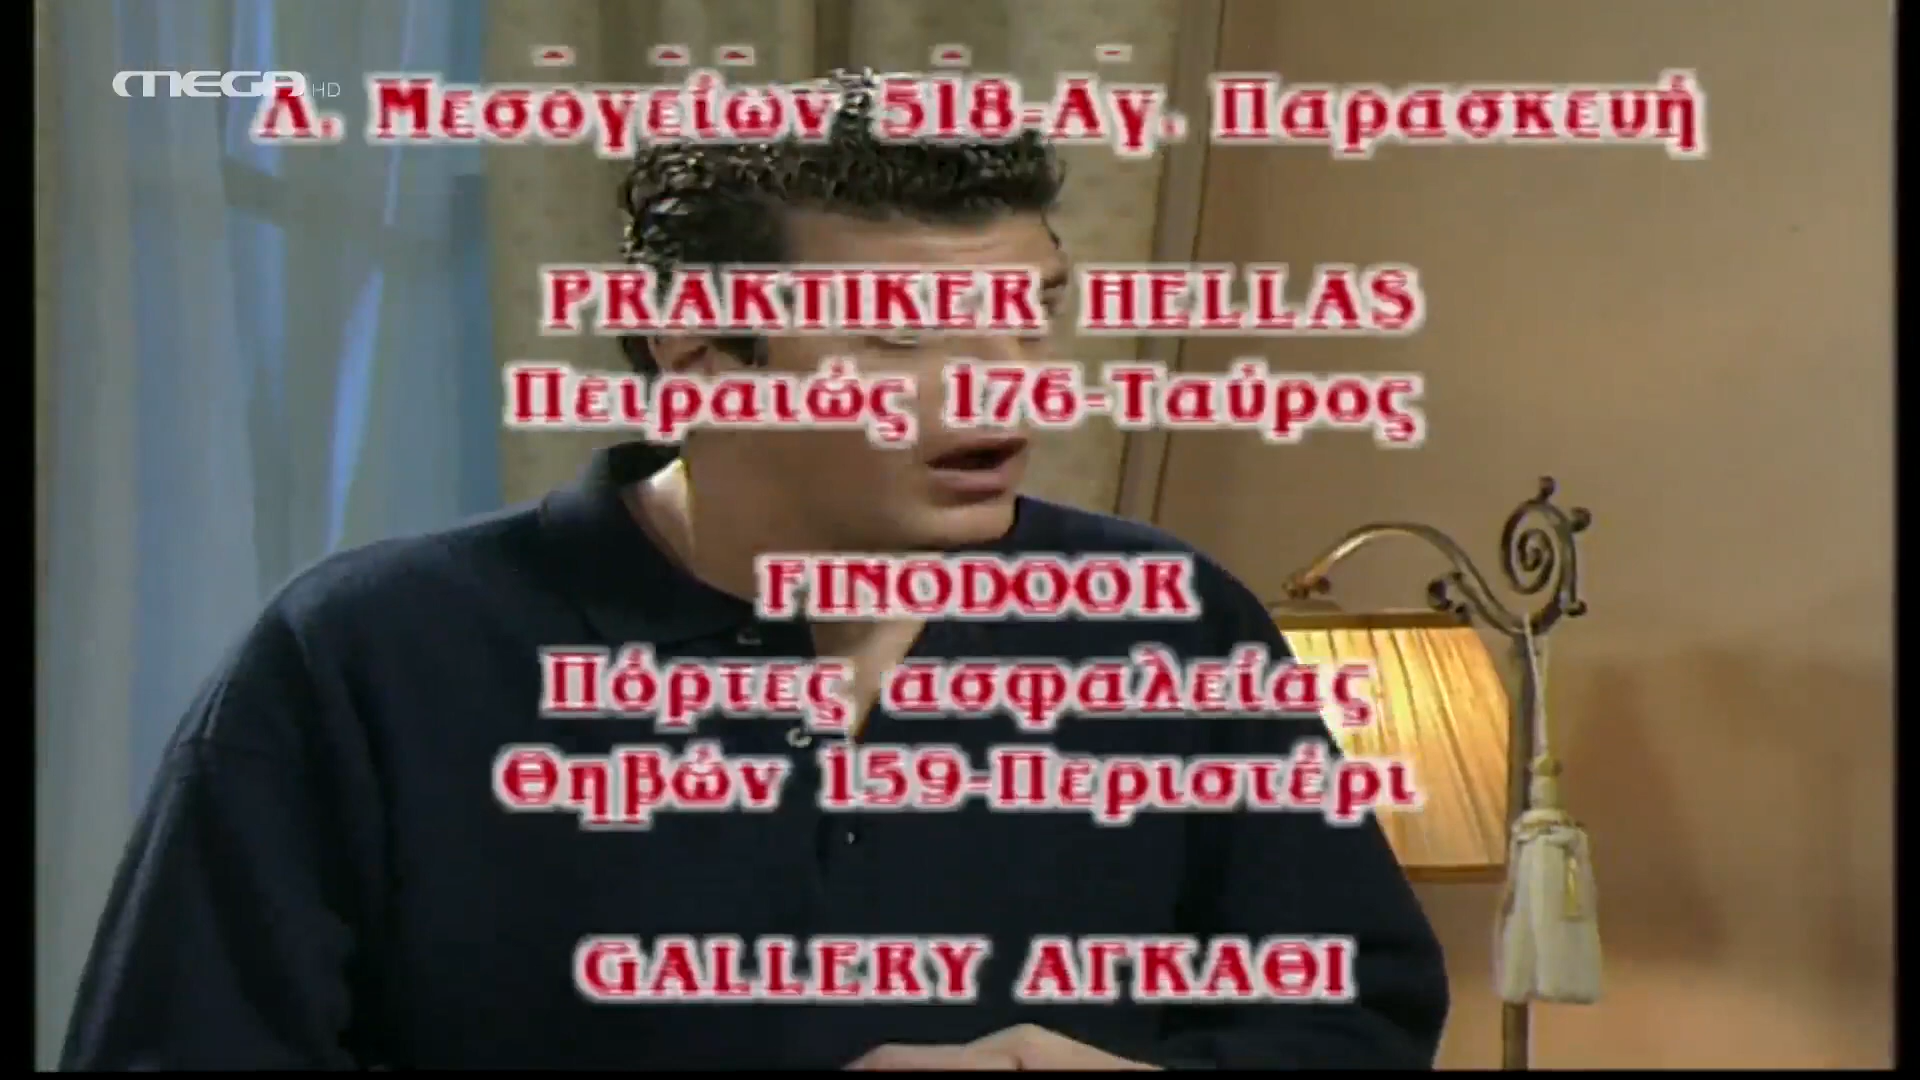 MEGA HD
Λ. Μεσογείων 518-Αγ. Παρασκευή
PRAKTIKER HELLAS
Πειραιώς 176-Ταύρος
FINODOOR
Πόρτες ασφαλείας
Θηβών 159-Περιστέρι
GALLERY ΑΓΚΑΘΙ